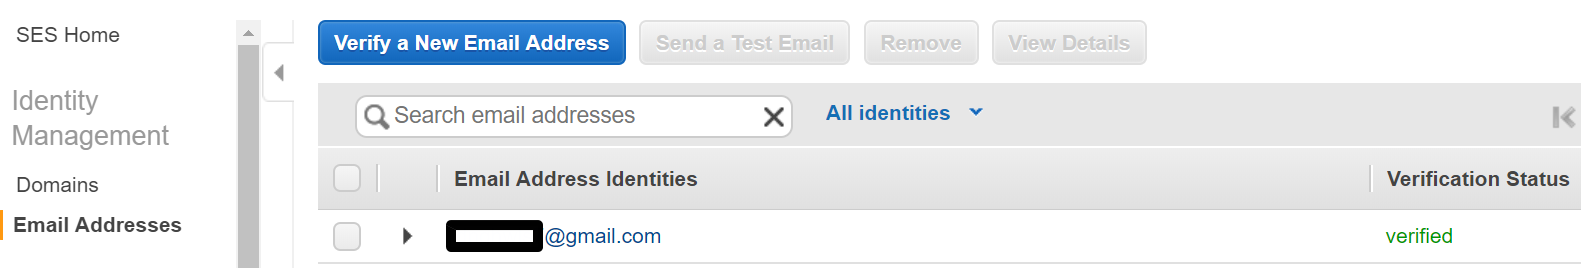 SES Home
Identity
Management
Domains
Email Addresses
Verify a New Email Address Send a Test Email Remove View Details
Search email addresses All identities
Email Address Identities Verification Status
@gmail.com verified